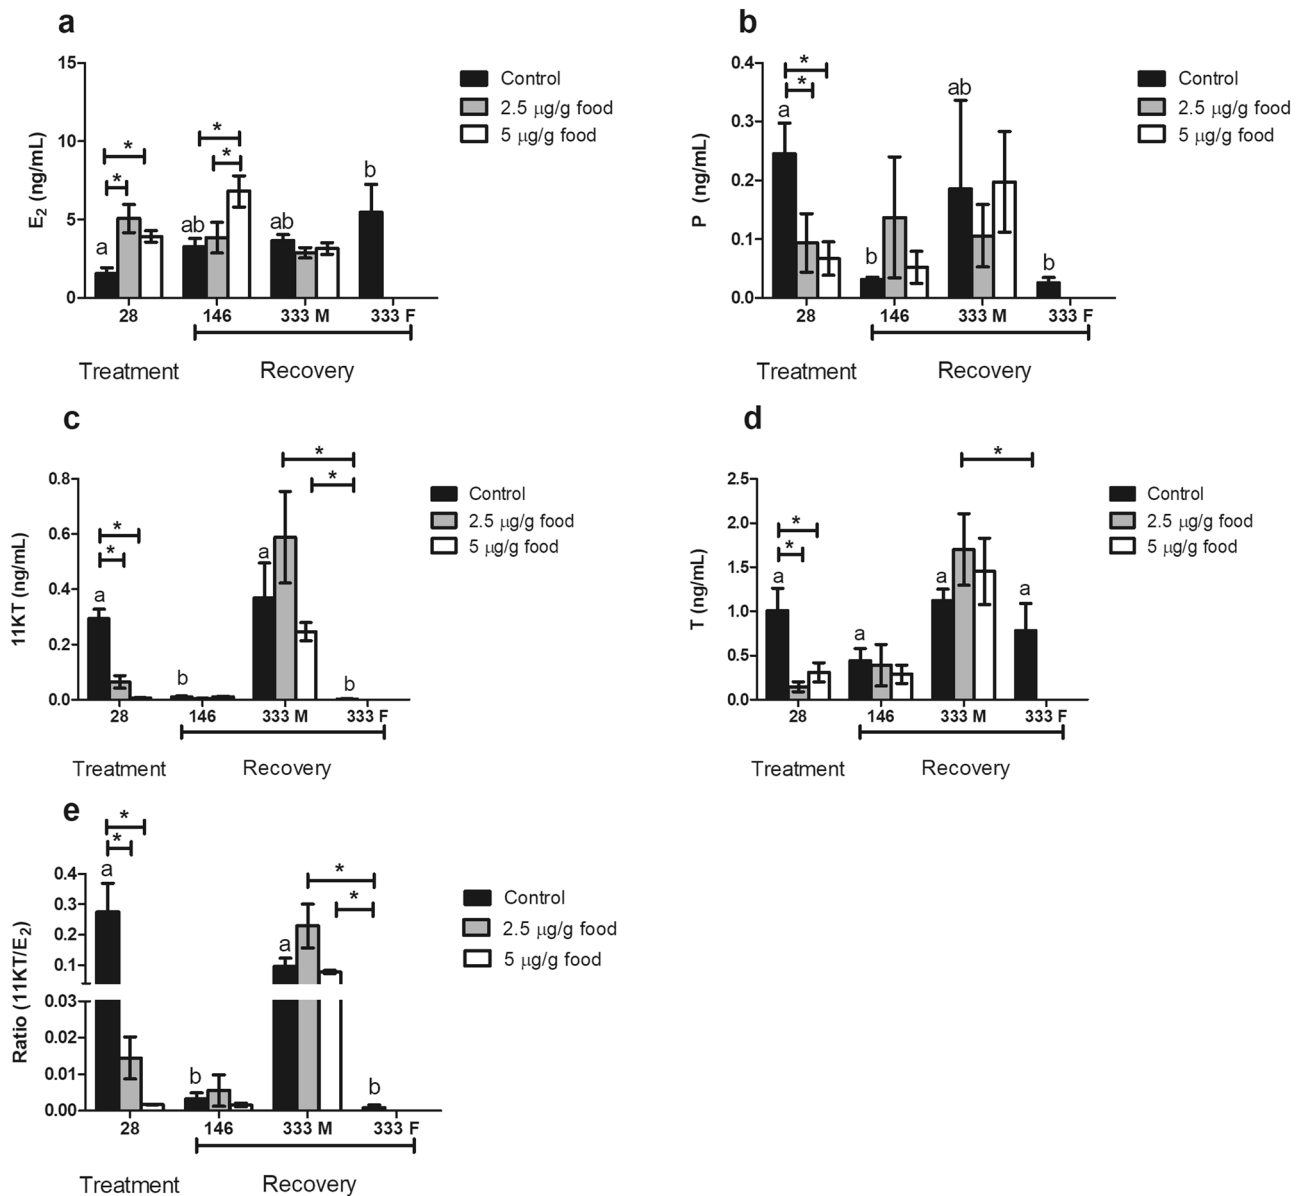 a
15
10
5
0
E2 (ng/mL)
Control
2.5 µg/g food
5 µg/g food
*
*
*
*
a
ab
ab
b
28
146
333 M
333 F
Treatment
Recovery
b
0.4
0.3
0.2
0.1
0.0
P (ng/mL)
Control
2.5 µg/g food
5 µg/g food
*
*
a
b
ab
b
28
146
333 M
333 F
Treatment
Recovery
c
0.8
0.6
0.4
0.2
0.0
11KT (ng/mL)
Control
2.5 µg/g food
5 µg/g food
*
*
*
*
a
b
a
b
28
146
333 M
333 F
Treatment
Recovery
d
2.5
2.0
1.5
1.0
0.5
0.0
T (ng/mL)
Control
2.5 µg/g food
5 µg/g food
*
*
*
a
a
a
a
28
146
333 M
333 F
Treatment
Recovery
e
0.4
0.3
0.2
0.1
0.03
0.02
0.01
0.00
Ratio (11KT/E2)
Control
2.5 µg/g food
5 µg/g food
*
*
*
*
a
b
a
b
28
146
333 M
333 F
Treatment
Recovery